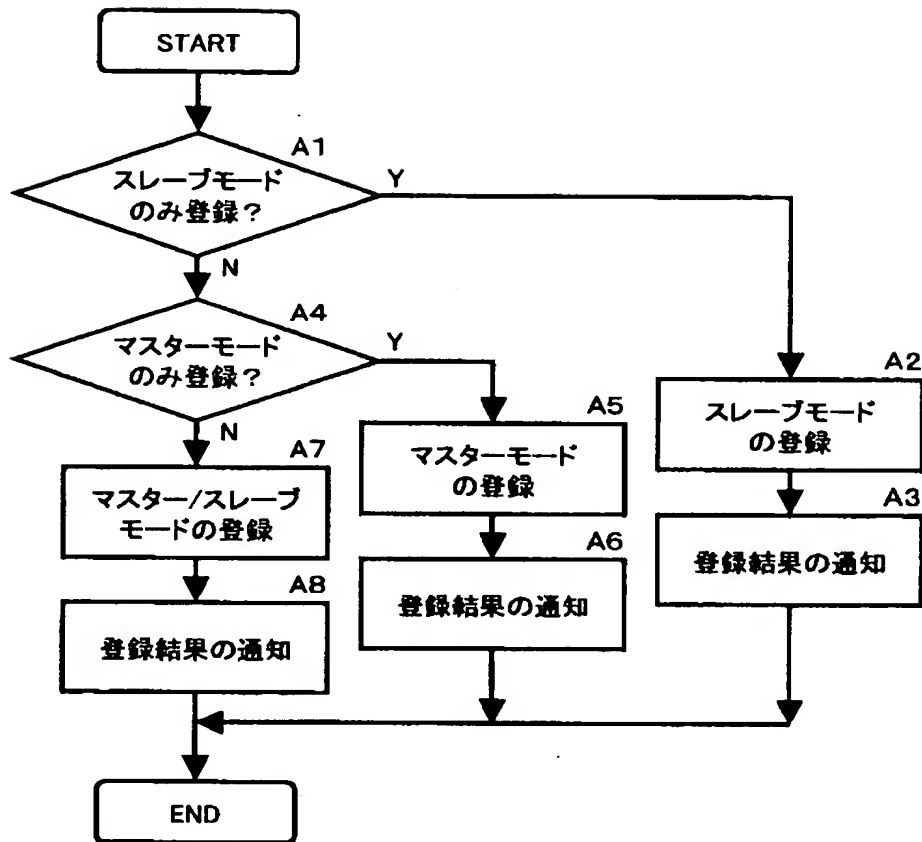 START
A1
スレーブモード
のみ登録?
Y
N
A4
マスターモード
のみ登録?
Y
N
A2
スレーブモード
の登録
A5
マスターモード
の登録
A7
マスター/スレーブ
モードの登録
A3
登録結果の通知
A6
登録結果の通知
A8
登録結果の通知
END